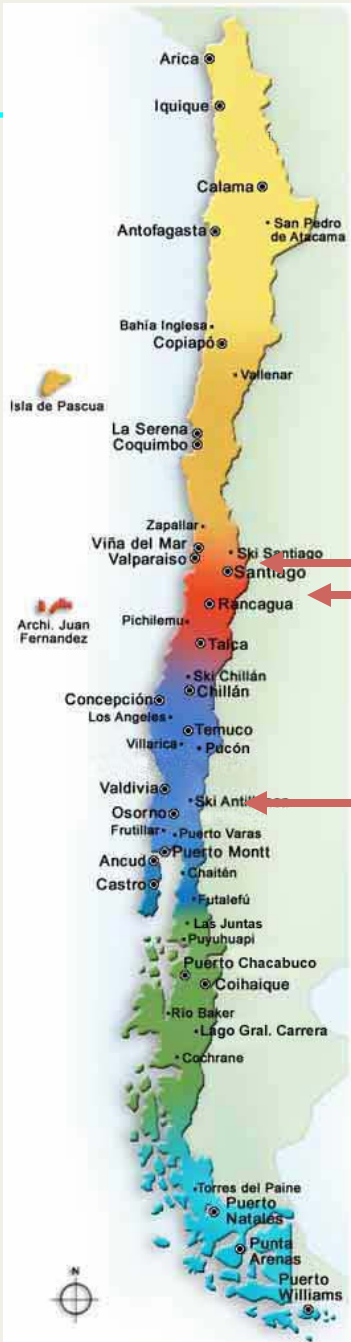 Arica
Iquique
Calama
San Pedro
de Atacama
Antofagasta
Bahía Inglesa
Copiapó
Vallenar
Isla de Pascua
La Serena
Coquimbo
Zapallar
Viña del Mar
Ski Santiago
Valparaiso
Santiago
Rancagua
Archi. Juan
Fernandez
Pichilemu
Talca
Ski Chillán
Chillán
Concepción
Los Angeles
Temuco
Villarica
Pucón
Valdivia
Ski
Osorno
Frutillar
Puerto Varas
Puerto Montt
Ancud
Chaitén
Castro
Futalefú
Las Juntas
Puyuhuapi
Puerto Chacabuco
Coihaique
Río Baker
Lago Gral. Carrera
Cochrane
Torres del Paine
Puerto
Natales
Punta
Arenas
Puerto
Williams
N